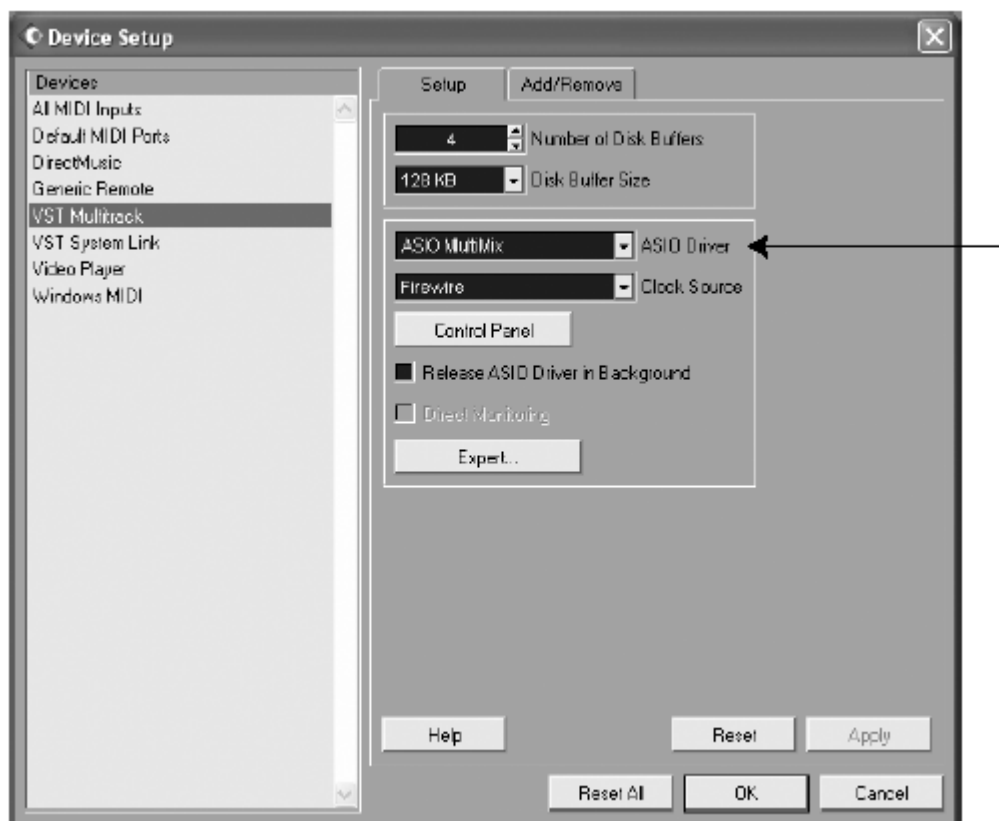 Device Setup
Devices
All MIDI Inputs
Default MIDI Ports
DirectMusic
Generic Remote
VST Multitrack
VST System Link
Video Player
Windows MIDI
Setup
Add/Remove
4
Number of Disk Buffers
128 KB
Disk Buffer Size
ASIO MultiMix
ASIO Driver
Firewire
Clock Source
Control Panel
Release ASIO Driver in Background
Direct Monitoring
Expert...
Help
Reset
Apply
Reset All
OK
Cancel